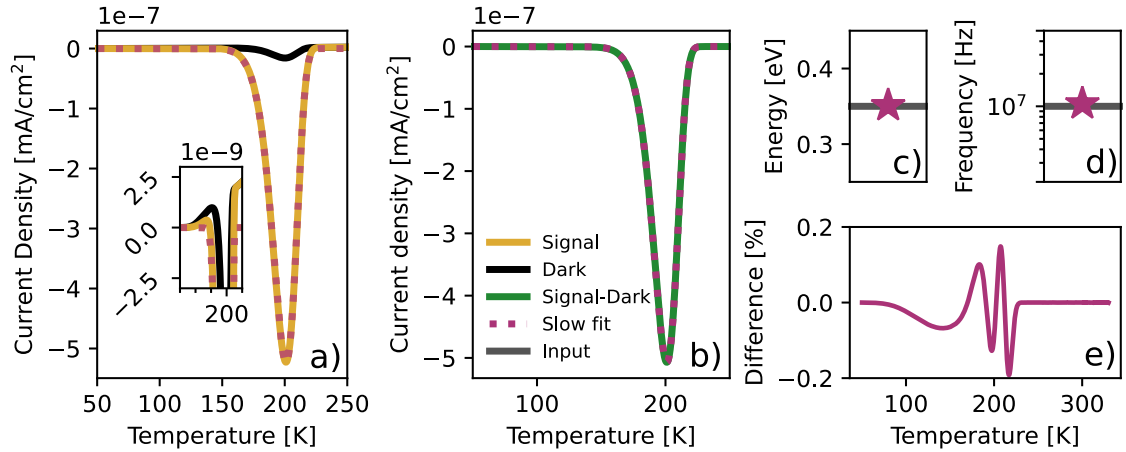 1e−7
0
−1
−2
−3
−4
−5
Current Density [mA/cm²]
50
100
150
200
250
Temperature [K]
1e−9
2.5
0.0
−2.5
200
a)
1e−7
0
−1
−2
−3
−4
−5
Current density [mA/cm²]
100
200
Temperature [K]
Signal
Dark
Signal-Dark
Slow fit
Input
b)
Energy [eV]
0.4
0.3
c)
Frequency [Hz]
10⁷
d)
Difference [%]
0.2
0.0
−0.2
100
200
300
Temperature [K]
e)